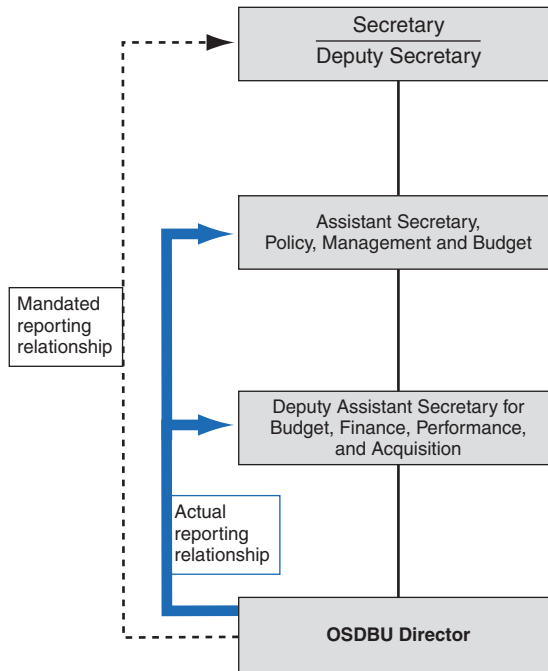 Secretary
Deputy Secretary
Assistant Secretary,
Policy, Management and Budget
Mandated
reporting
relationship
Deputy Assistant Secretary for
Budget, Finance, Performance,
and Acquisition
Actual
reporting
relationship
OSDBU Director